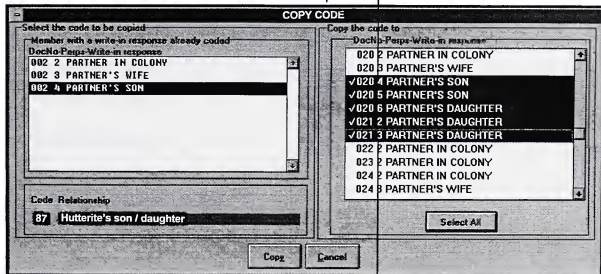 COPY CODE
Select the code to be copied
Member with a write-in response already coded
DocNo-Perps-Write-in response
002 2 PARTNER IN COLONY
002 3 PARTNER'S WIFE
002 4 PARTNER'S SON
Code Relationship
87 Hutterite's son / daughter
Copy the code to
DocNo-Perps-Write-in response
020 2 PARTNER IN COLONY
020 3 PARTNER'S WIFE
✓020 4 PARTNER'S SON
✓020 5 PARTNER'S SON
✓020 6 PARTNER'S DAUGHTER
✓021 2 PARTNER'S DAUGHTER
✓021 3 PARTNER'S DAUGHTER
022 2 PARTNER IN COLONY
023 2 PARTNER IN COLONY
024 2 PARTNER IN COLONY
024 3 PARTNER'S WIFE
Select All
Copy
Cancel